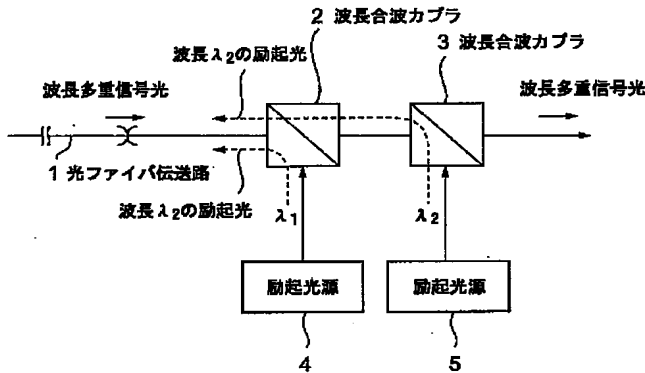 2 波長合波カプラ
3 波長合波カプラ
波長λ2の励起光
波長多重信号光
波長多重信号光
1 光ファイバ伝送路
波長λ2の励起光
λ1
λ2
励起光源
励起光源
4
5